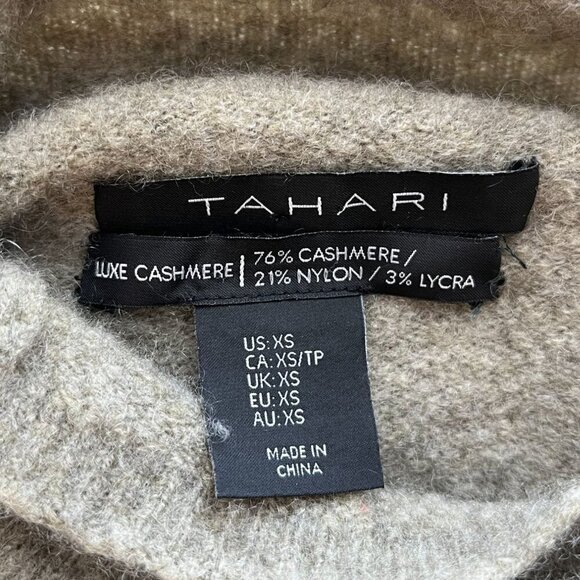 TAHARI
LUXE CASHMERE | 76% CASHMERE /
21% NYLON / 3% LYCRA
US: XS
CA: XS/TP
UK: XS
EU: XS
AU: XS
MADE IN
CHINA